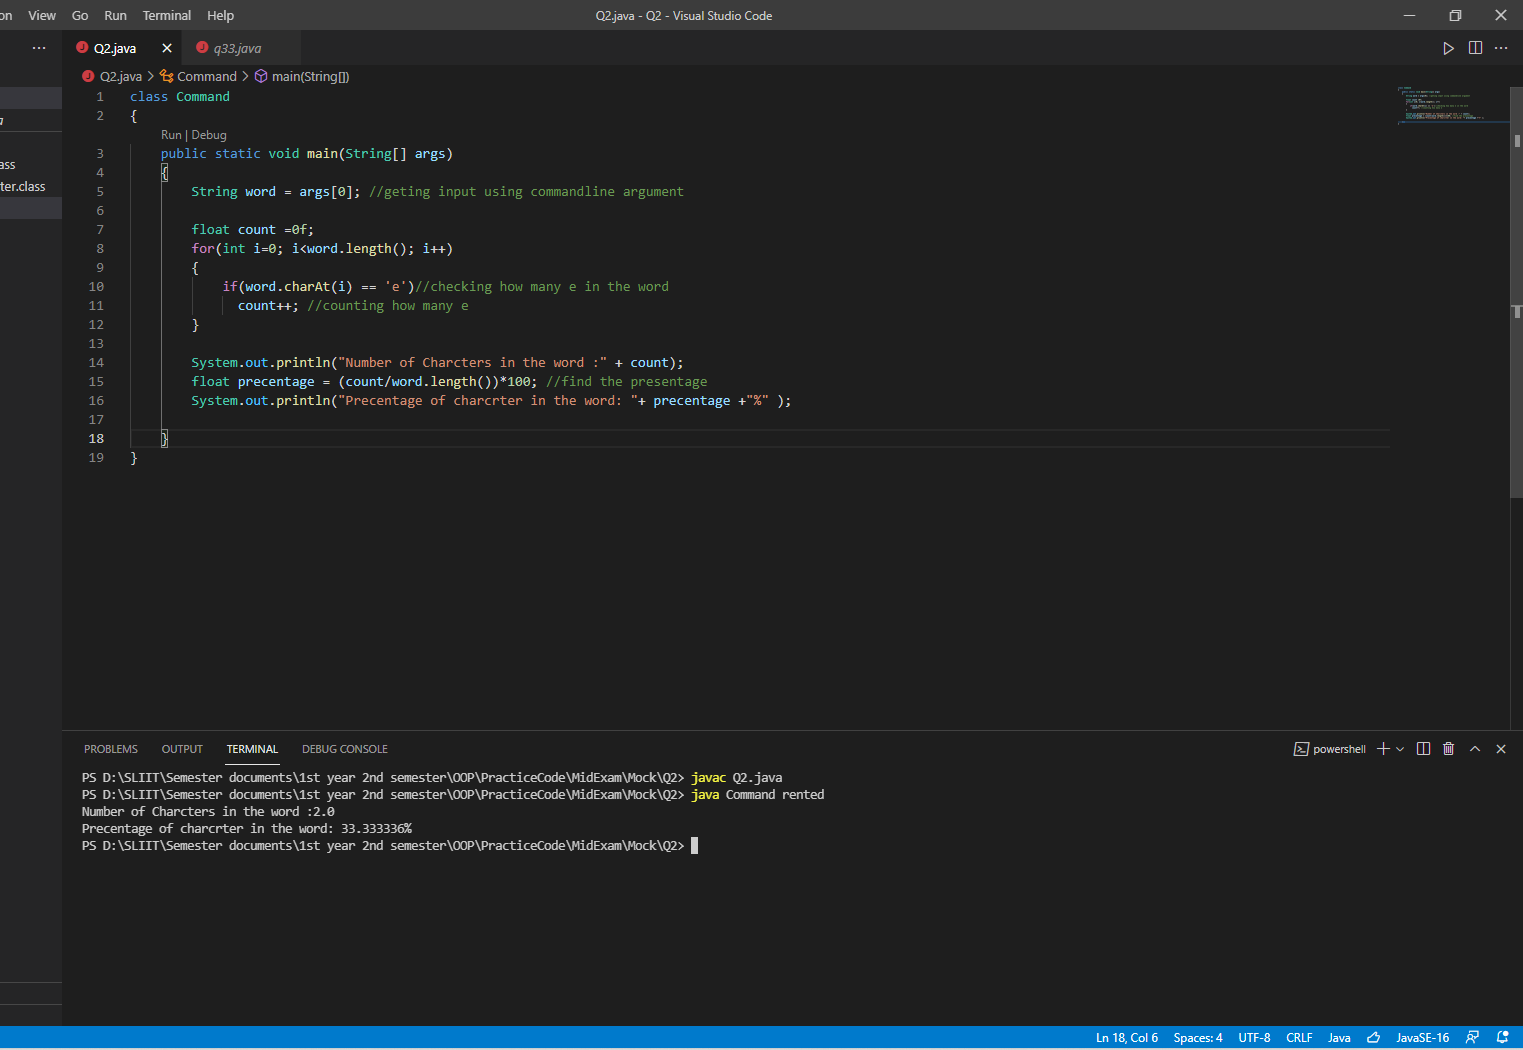 on View Go Run Terminal Help Q2.java - Q2 - Visual Studio Code
Q2.java q33.java
Q2.java > Command > main(String[])
a
ass
ter.class
1 class Command
2 {
Run | Debug
3 public static void main(String[] args)
4 {
5 String word = args[0]; //geting input using commandline argument
6
7 float count =0f;
8 for(int i=0; i<word.length(); i++)
9 {
10 if(word.charAt(i) == 'e')//checking how many e in the word
11 count++; //counting how many e
12 }
13
14 System.out.println("Number of Charcters in the word :" + count);
15 float precentage = (count/word.length())*100; //find the presentage
16 System.out.println("Precentage of charcrter in the word: "+ precentage +"%" );
17
18 }
19 }
PROBLEMS OUTPUT TERMINAL DEBUG CONSOLE powershell
PS D:\SLIIT\Semester documents\1st year 2nd semester\OOP\PracticeCode\MidExam\Mock\Q2> javac Q2.java
PS D:\SLIIT\Semester documents\1st year 2nd semester\OOP\PracticeCode\MidExam\Mock\Q2> java Command rented
Number of Charcters in the word :2.0
Precentage of charcrter in the word: 33.333336%
PS D:\SLIIT\Semester documents\1st year 2nd semester\OOP\PracticeCode\MidExam\Mock\Q2>
Ln 18, Col 6 Spaces: 4 UTF-8 CRLF Java JavaSE-16